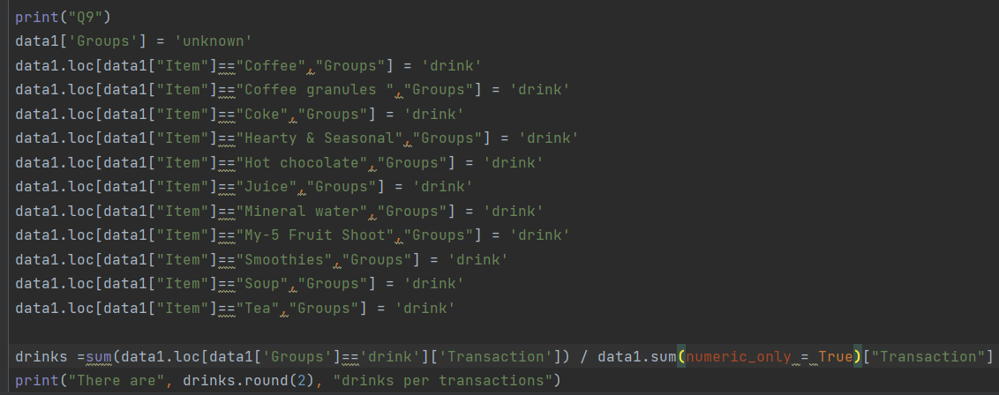 print("Q9")
data1['Groups'] = 'unknown'
data1.loc[data1["Item"]=="Coffee","Groups"] = 'drink'
data1.loc[data1["Item"]=="Coffee granules ","Groups"] = 'drink'
data1.loc[data1["Item"]=="Coke","Groups"] = 'drink'
data1.loc[data1["Item"]=="Hearty & Seasonal","Groups"] = 'drink'
data1.loc[data1["Item"]=="Hot chocolate","Groups"] = 'drink'
data1.loc[data1["Item"]=="Juice","Groups"] = 'drink'
data1.loc[data1["Item"]=="Mineral water","Groups"] = 'drink'
data1.loc[data1["Item"]=="My-5 Fruit Shoot","Groups"] = 'drink'
data1.loc[data1["Item"]=="Smoothies","Groups"] = 'drink'
data1.loc[data1["Item"]=="Soup","Groups"] = 'drink'
data1.loc[data1["Item"]=="Tea","Groups"] = 'drink'
drinks =sum(data1.loc[data1['Groups']=='drink']['Transaction']) / data1.sum(numeric_only = True)["Transaction"]
print("There are", drinks.round(2), "drinks per transactions")